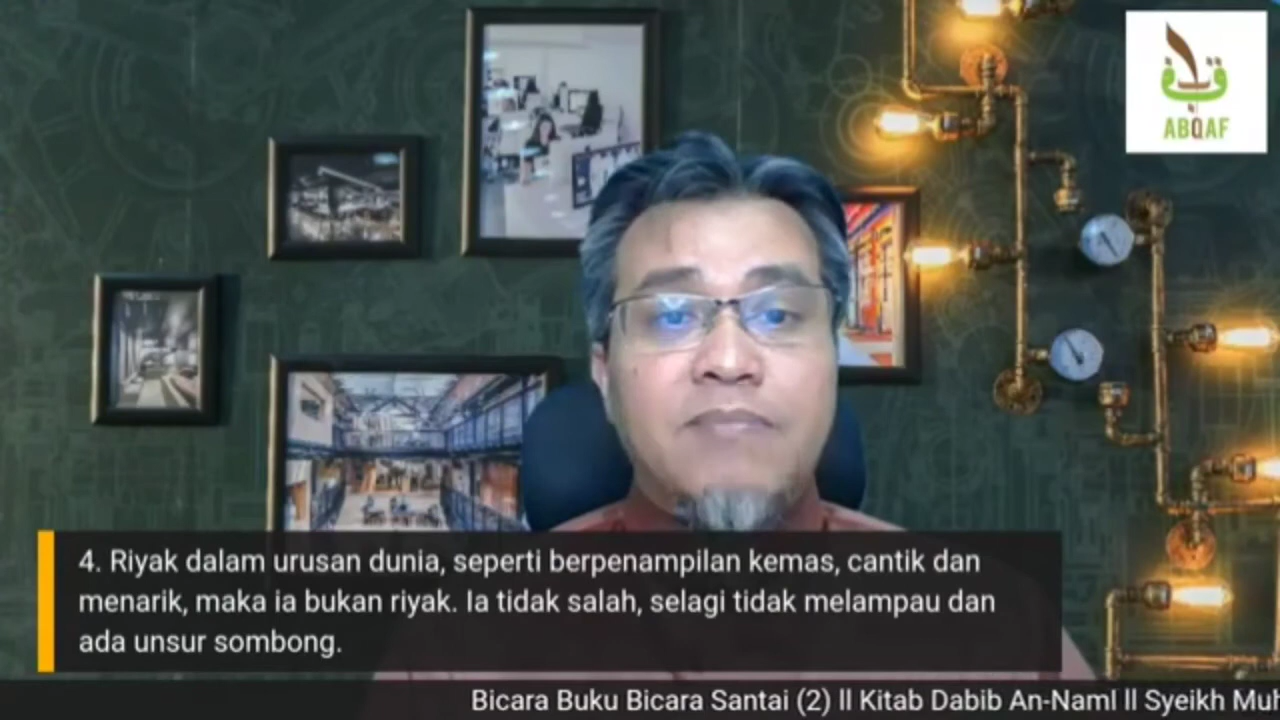 ABQAF
4. Riyak dalam urusan dunia, seperti berpenampilan kemas, cantik dan
menarik, maka ia bukan riyak. Ia tidak salah, selagi tidak melampau dan
ada unsur sombong.
Bicara Buku Bicara Santai (2) ll Kitab Dabib An-Naml ll Syeikh Muh